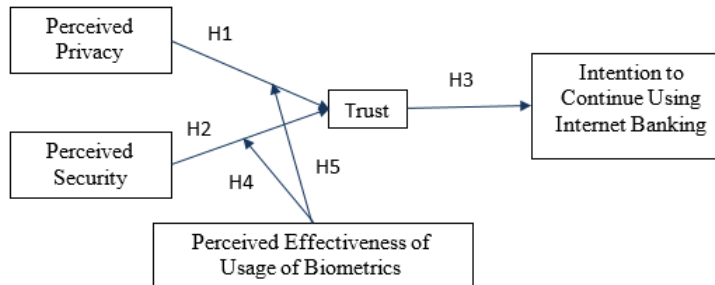 Perceived
Privacy
H1
H3
Intention to
Continue Using
Internet Banking
Trust
H2
Perceived
Security
H4
H5
Perceived Effectiveness of
Usage of Biometrics